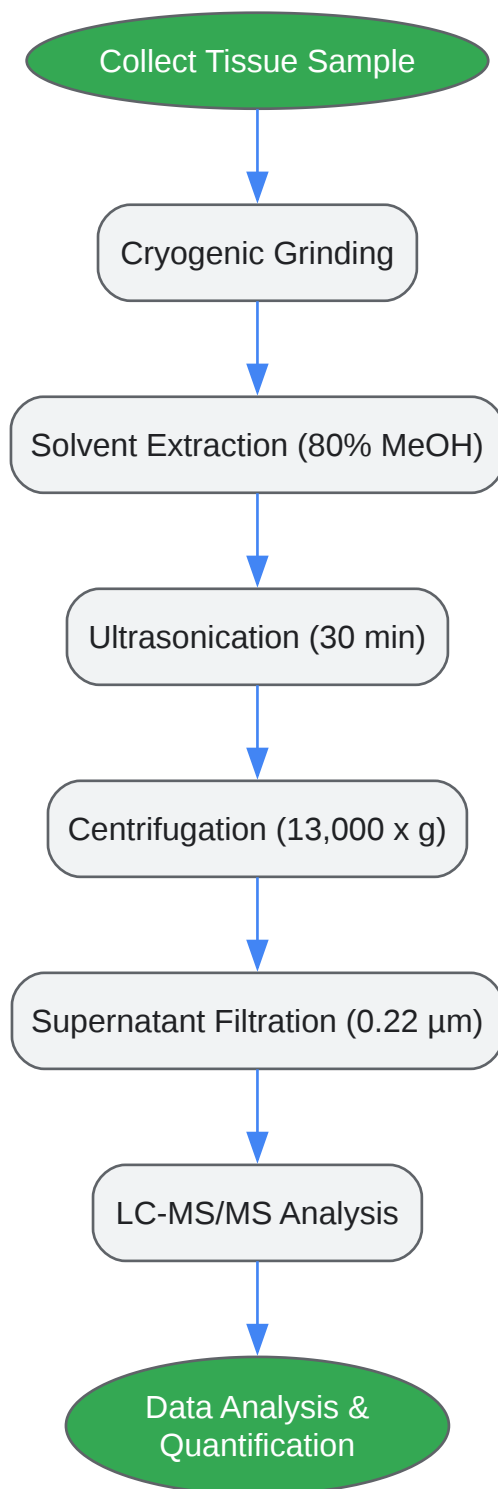 Collect Tissue Sample
Cryogenic Grinding
Solvent Extraction (80% MeOH)
Ultrasonication (30 min)
Centrifugation (13,000 x g)
Supernatant Filtration (0.22 µm)
LC-MS/MS Analysis
Data Analysis &
Quantification